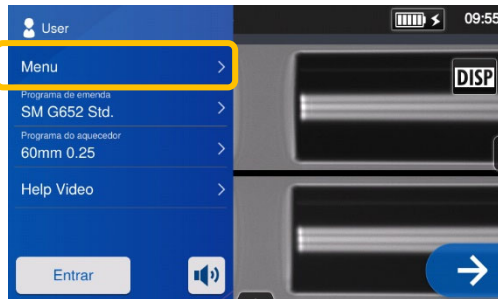 User
09:55
Menu
DISP
Programa de emenda
SM G652 Std.
Programa do aquecedor
60mm 0.25
Help Video
Entrar